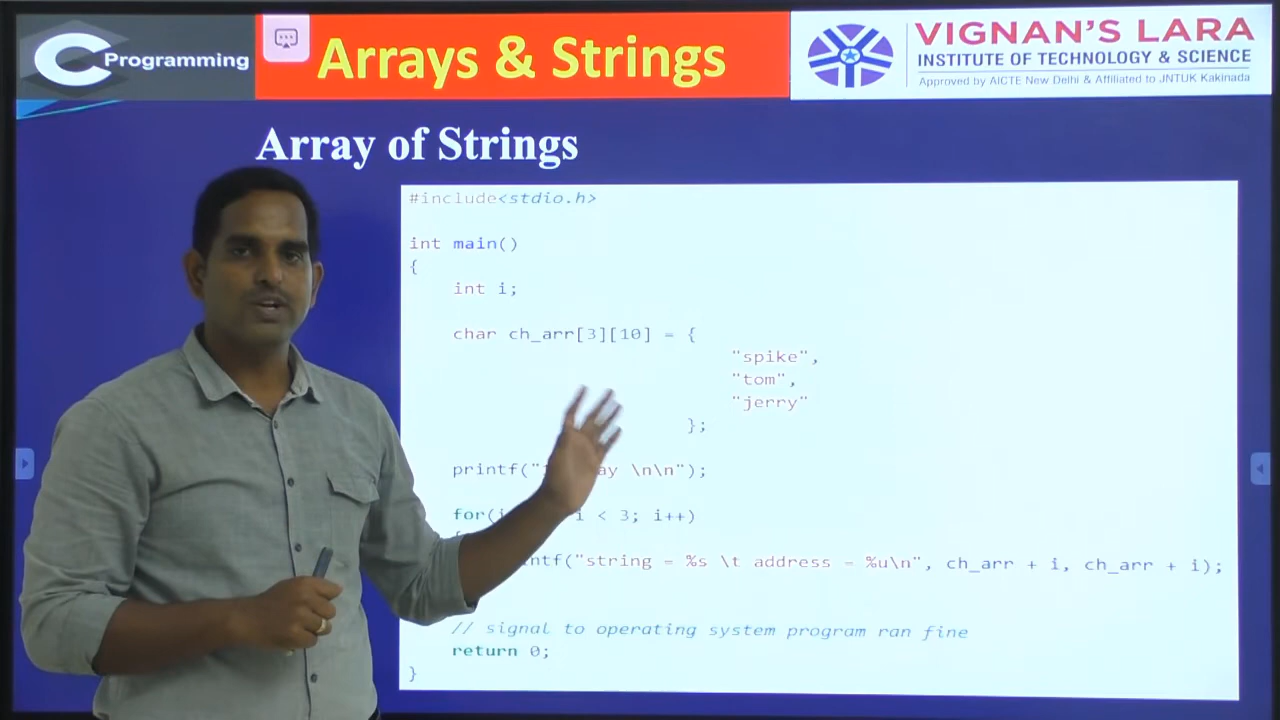 C Programming
Arrays & Strings
VIGNAN'S LARA
INSTITUTE OF TECHNOLOGY & SCIENCE
Approved by AICTE New Delhi & Affiliated to JNTUK Kakinada
Array of Strings
#include<stdio.h>
int main()
{
int i;
char ch_arr[3][10] = {
"spike",
"tom",
"jerry"
};
printf(" \n\n");
for( i < 3; i++)
"string = %s \t address = %u\n", ch_arr + i, ch_arr + i);
// signal to operating system program ran fine
return 0;
}